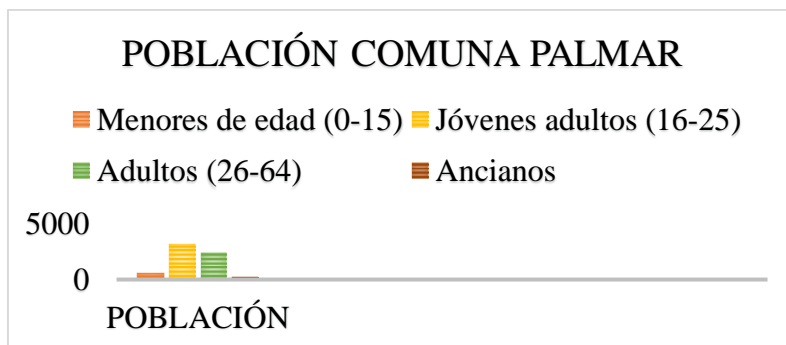 POBLACIÓN COMUNA PALMAR
Menores de edad (0-15) Jóvenes adultos (16-25)
Adultos (26-64) Ancianos
5000
0
POBLACIÓN